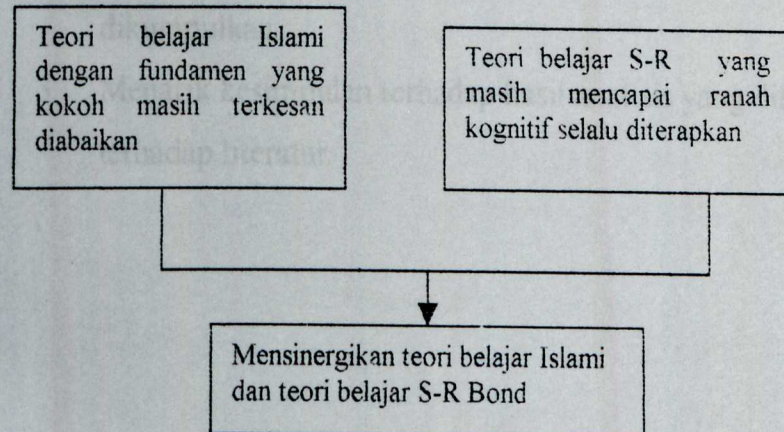 Teori belajar Islami
dengan fundamen yang
kokoh masih terkesan
diabaikan
Teori belajar S-R yang
masih mencapai ranah
kognitif selalu diterapkan
Mensinergikan teori belajar Islami
dan teori belajar S-R Bond